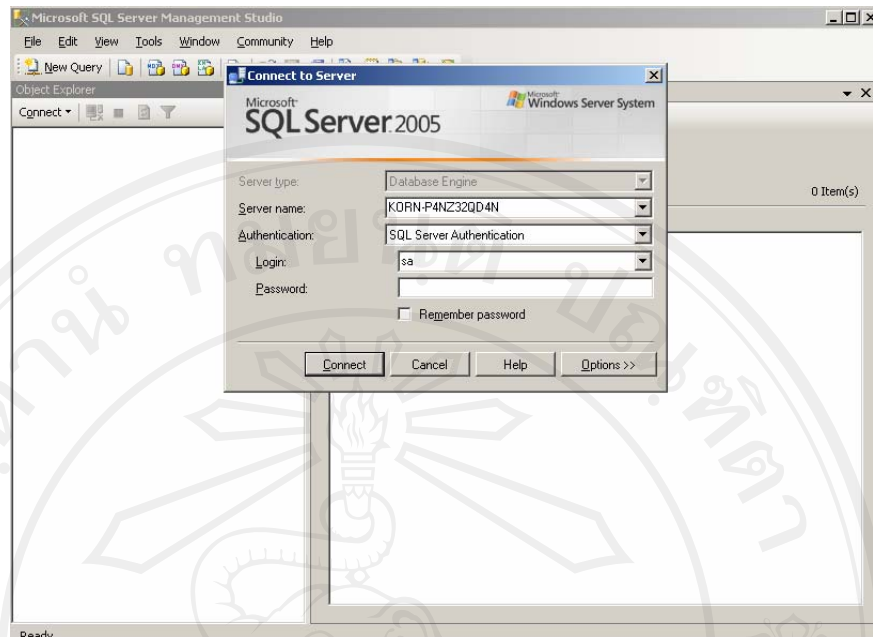 Microsoft SQL Server Management Studio
File Edit View Tools Window Community Help
New Query
Object Explorer
Connect
Connect to Server
Microsoft
SQL Server 2005
Microsoft
Windows Server System
Server type: Database Engine
0 Item(s)
Server name: KORN-P4NZ32QD4N
Authentication: SQL Server Authentication
Login: sa
Password:
Remember password
Connect Cancel Help Options >>
Ready